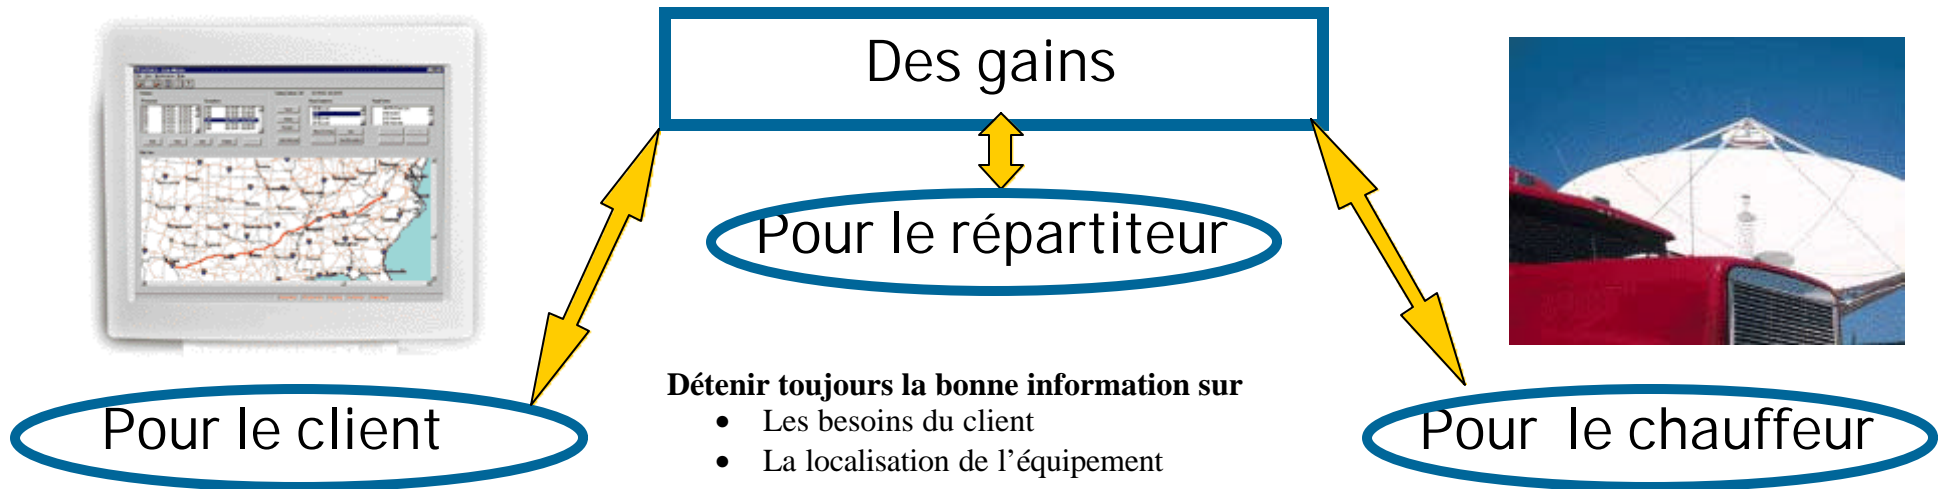 Des gains
Pour le répartiteur
Pour le client
Pour le chauffeur
Détenir toujours la bonne information sur
• Les besoins du client
• La localisation de l’équipement